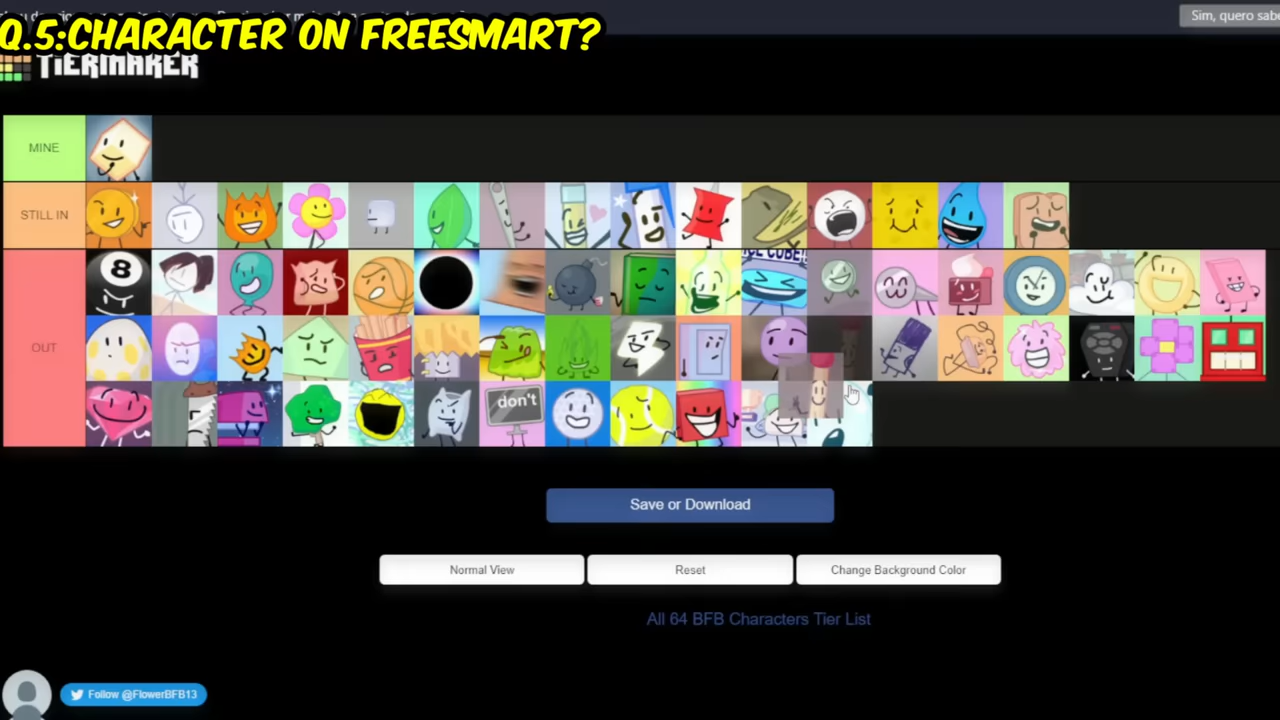 Sim, quero sabe
Q.5:CHARACTER ON FREESMART?
TIERMAKER
MINE
STILL IN
OUT
8
ICE CUBE!
don't
Save or Download
Normal View
Reset
Change Background Color
All 64 BFB Characters Tier List
Follow @FlowerBFB13